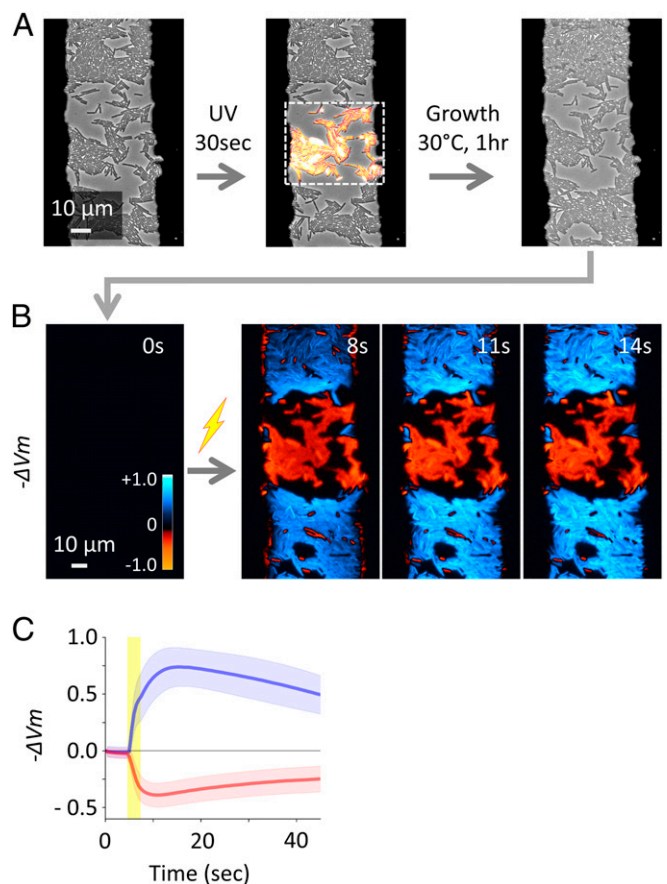 A
UV
30sec
Growth
30°C, 1hr
10 µm
B
0s
8s
11s
14s
-ΔVm
+1.0
0
-1.0
10 µm
C
1.0
0.5
0.0
- 0.5
-ΔVm
0
20
40
Time (sec)